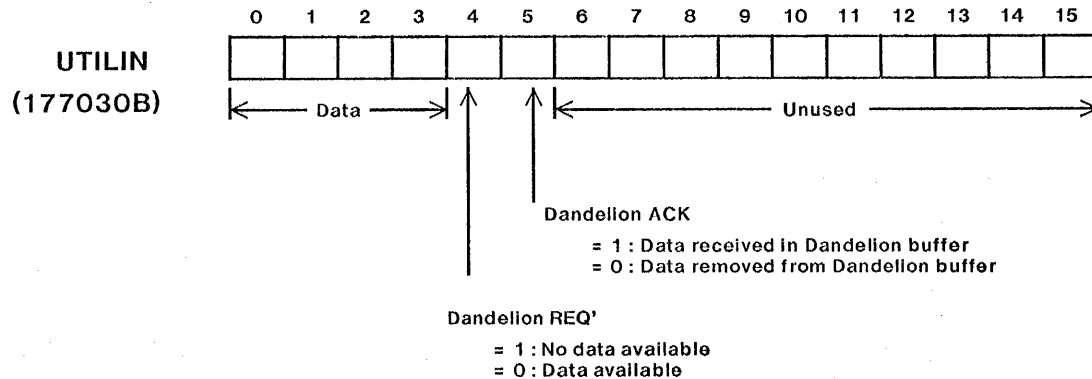 0 1 2 3 4 5 6 7 8 9 10 11 12 13 14 15
UTILIN
(177030B)
Data
Unused
Dandelion ACK
= 1 : Data received in Dandelion buffer
= 0 : Data removed from Dandelion buffer
Dandelion REQ'
= 1 : No data available
= 0 : Data available